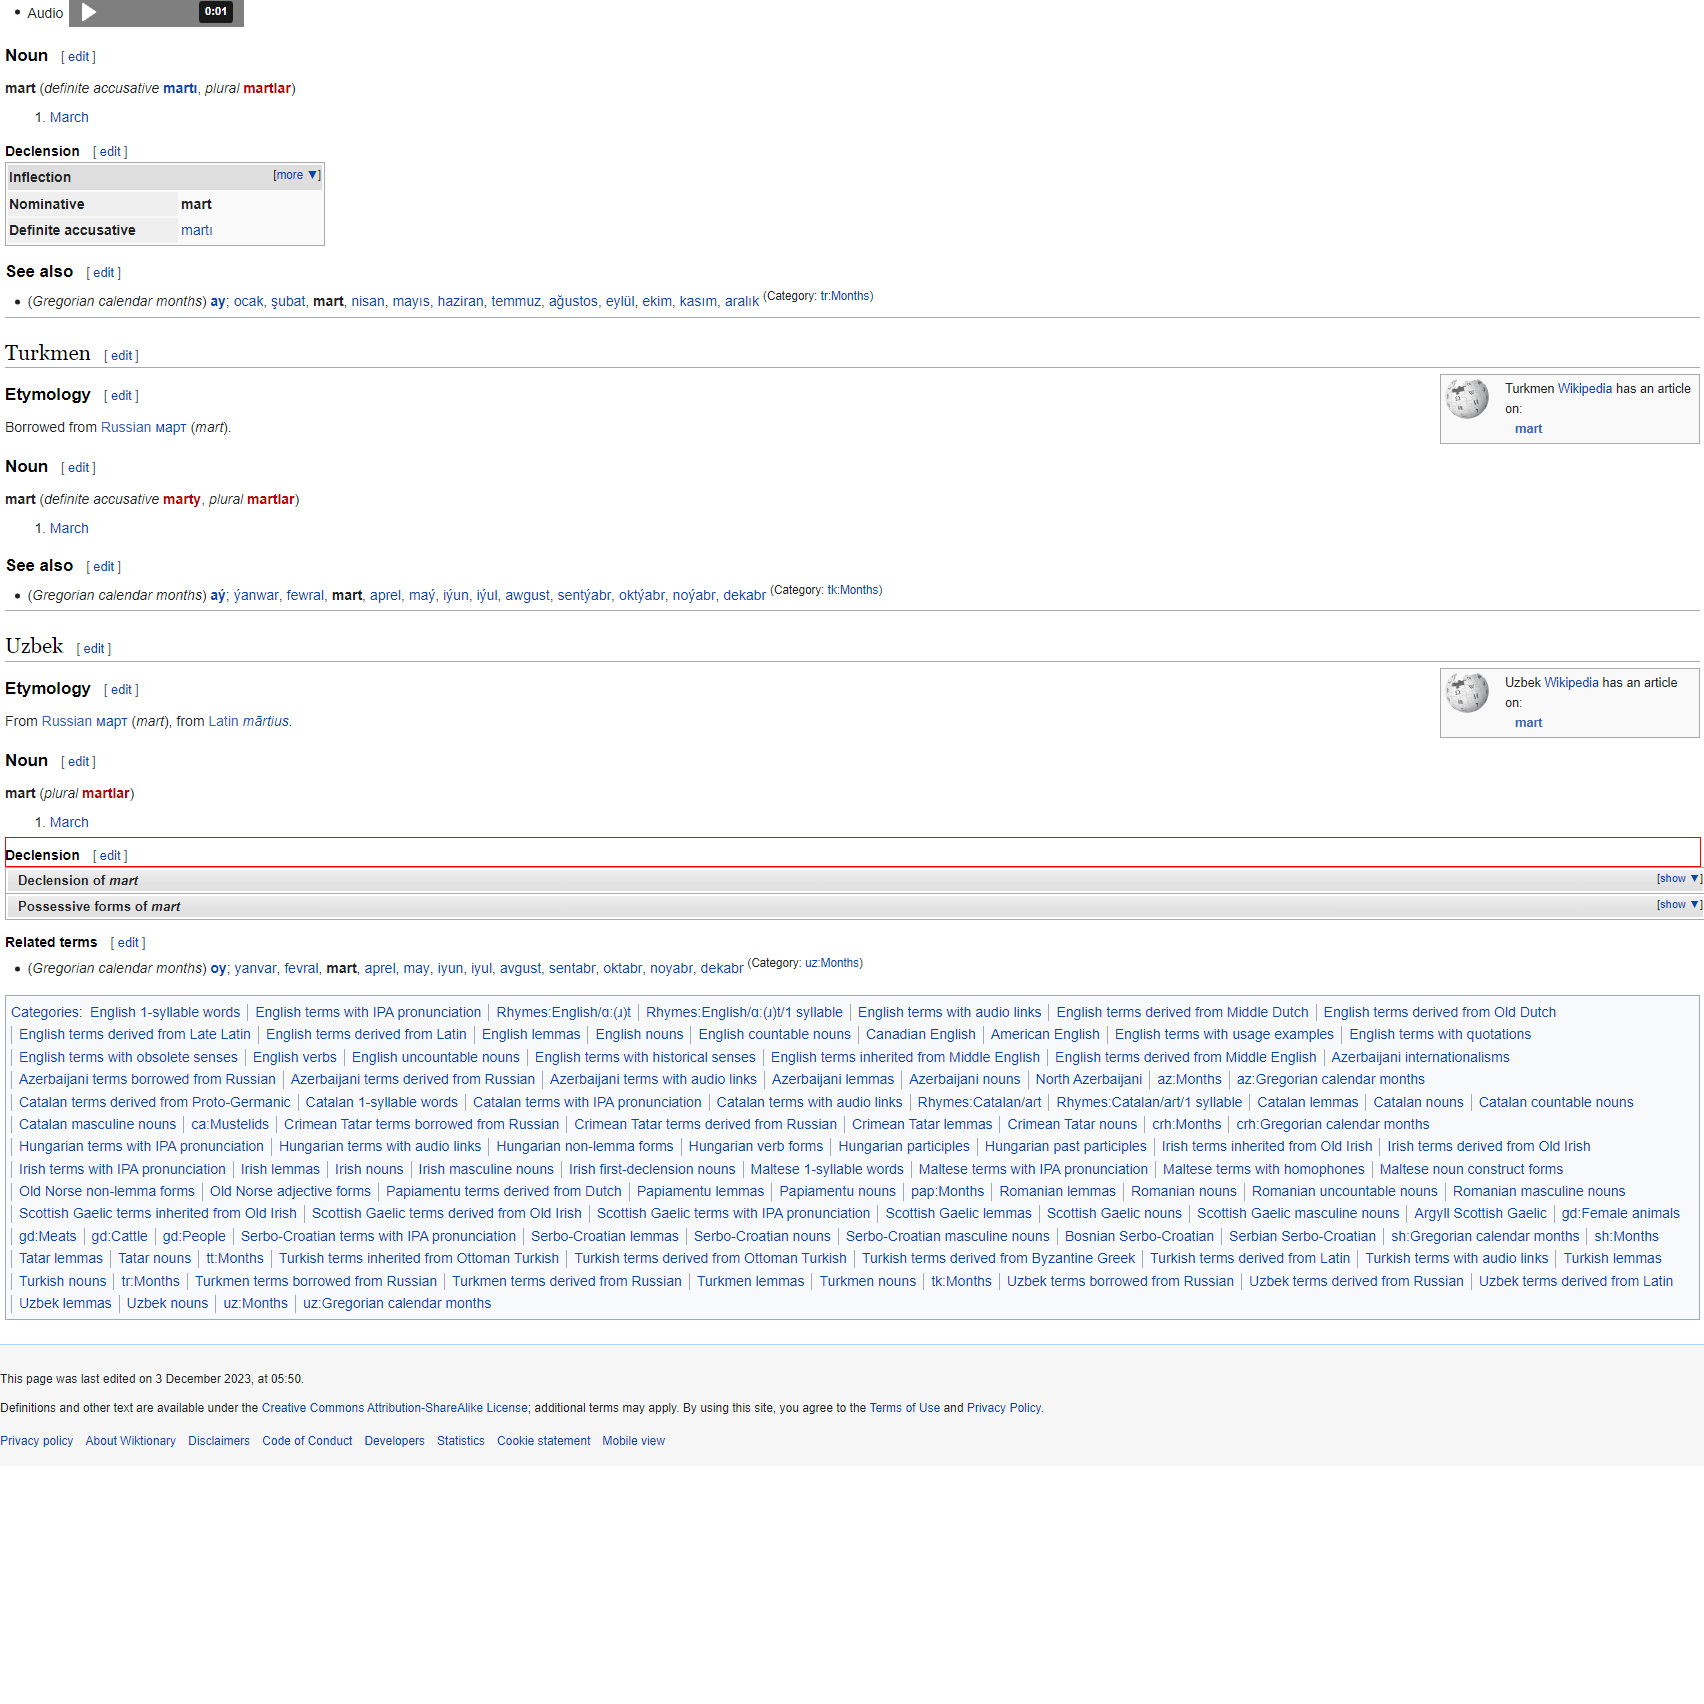 • Audio 0:01
Noun [ edit ]
mart (definite accusative martı, plural martlar)
1. March
Declension [ edit ]
Inflection [more ▼]
Nominative mart
Definite accusative martı
See also [ edit ]
• (Gregorian calendar months) ay; ocak, şubat, mart, nisan, mayıs, haziran, temmuz, ağustos, eylül, ekim, kasım, aralık (Category: tr:Months)
Turkmen [ edit ]
Etymology [ edit ]
Turkmen Wikipedia has an article
on:
mart
Borrowed from Russian март (mart).
Noun [ edit ]
mart (definite accusative marty, plural martlar)
1. March
See also [ edit ]
• (Gregorian calendar months) aý; ýanwar, fewral, mart, aprel, maý, iýun, iýul, awgust, sentýabr, oktýabr, noýabr, dekabr (Category: tk:Months)
Uzbek [ edit ]
Etymology [ edit ]
Uzbek Wikipedia has an article
on:
mart
From Russian март (mart), from Latin mārtius.
Noun [ edit ]
mart (plural martlar)
1. March
Declension [ edit ]
Declension of mart [show ▼]
Possessive forms of mart [show ▼]
Related terms [ edit ]
• (Gregorian calendar months) oy; yanvar, fevral, mart, aprel, may, iyun, iyul, avgust, sentabr, oktabr, noyabr, dekabr (Category: uz:Months)
Categories: English 1-syllable words | English terms with IPA pronunciation | Rhymes:English/ɑː(ɹ)t | Rhymes:English/ɑː(ɹ)t/1 syllable | English terms with audio links | English terms derived from Middle Dutch | English terms derived from Old Dutch
| English terms derived from Late Latin | English terms derived from Latin | English lemmas | English nouns | English countable nouns | Canadian English | American English | English terms with usage examples | English terms with quotations
| English terms with obsolete senses | English verbs | English uncountable nouns | English terms with historical senses | English terms inherited from Middle English | English terms derived from Middle English | Azerbaijani internationalisms
| Azerbaijani terms borrowed from Russian | Azerbaijani terms derived from Russian | Azerbaijani terms with audio links | Azerbaijani lemmas | Azerbaijani nouns | North Azerbaijani | az:Months | az:Gregorian calendar months
| Catalan terms derived from Proto-Germanic | Catalan 1-syllable words | Catalan terms with IPA pronunciation | Catalan terms with audio links | Rhymes:Catalan/aɾt | Rhymes:Catalan/aɾt/1 syllable | Catalan lemmas | Catalan nouns | Catalan countable nouns
| Catalan masculine nouns | ca:Mustelids | Crimean Tatar terms borrowed from Russian | Crimean Tatar terms derived from Russian | Crimean Tatar lemmas | Crimean Tatar nouns | crh:Months | crh:Gregorian calendar months
| Hungarian terms with IPA pronunciation | Hungarian terms with audio links | Hungarian non-lemma forms | Hungarian verb forms | Hungarian participles | Hungarian past participles | Irish terms inherited from Old Irish | Irish terms derived from Old Irish
| Irish terms with IPA pronunciation | Irish lemmas | Irish nouns | Irish masculine nouns | Irish first-declension nouns | Maltese 1-syllable words | Maltese terms with IPA pronunciation | Maltese terms with homophones | Maltese noun construct forms
| Old Norse non-lemma forms | Old Norse adjective forms | Papiamentu terms derived from Dutch | Papiamentu lemmas | Papiamentu nouns | pap:Months | Romanian lemmas | Romanian nouns | Romanian uncountable nouns | Romanian masculine nouns
| Scottish Gaelic terms inherited from Old Irish | Scottish Gaelic terms derived from Old Irish | Scottish Gaelic terms with IPA pronunciation | Scottish Gaelic lemmas | Scottish Gaelic nouns | Scottish Gaelic masculine nouns | Argyll Scottish Gaelic | gd:Female animals
| gd:Meats | gd:Cattle | gd:People | Serbo-Croatian terms with IPA pronunciation | Serbo-Croatian lemmas | Serbo-Croatian nouns | Serbo-Croatian masculine nouns | Bosnian Serbo-Croatian | Serbian Serbo-Croatian | sh:Gregorian calendar months | sh:Months
| Tatar lemmas | Tatar nouns | tt:Months | Turkish terms inherited from Ottoman Turkish | Turkish terms derived from Ottoman Turkish | Turkish terms derived from Byzantine Greek | Turkish terms derived from Latin | Turkish terms with audio links | Turkish lemmas
| Turkish nouns | tr:Months | Turkmen terms borrowed from Russian | Turkmen terms derived from Russian | Turkmen lemmas | Turkmen nouns | tk:Months | Uzbek terms borrowed from Russian | Uzbek terms derived from Russian | Uzbek terms derived from Latin
| Uzbek lemmas | Uzbek nouns | uz:Months | uz:Gregorian calendar months
This page was last edited on 3 December 2023, at 05:50.
Definitions and other text are available under the Creative Commons Attribution-ShareAlike License; additional terms may apply. By using this site, you agree to the Terms of Use and Privacy Policy.
Privacy policy About Wiktionary Disclaimers Code of Conduct Developers Statistics Cookie statement Mobile view